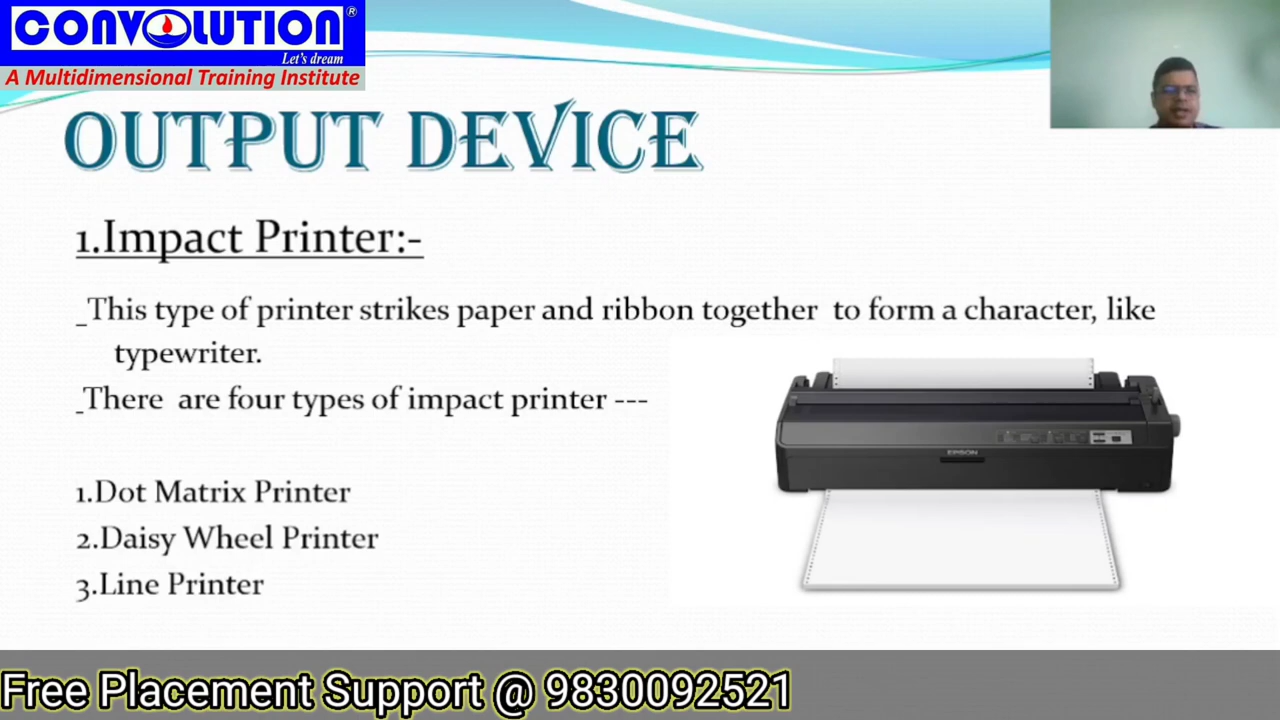 CONVOLUTION®
Let's dream
A Multidimensional Training Institute
OUTPUT DEVICE
1.Impact Printer:-
_This type of printer strikes paper and ribbon together to form a character, like
typewriter.
_There are four types of impact printer ---
EPSON
1.Dot Matrix Printer
2.Daisy Wheel Printer
3.Line Printer
Free Placement Support @ 9830092521